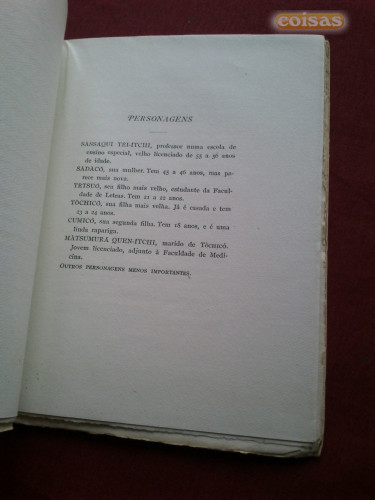 coisas
PERSONAGENS
SASSAQUI TEI-ITCHI, professor numa escola de
ensino especial, velho licenciado de 55 a 56 anos
de idade.
SADACÓ, sua mulher. Tem 45 a 46 anos, mas pa-
rece mais nova.
TETSUO, seu filho mais velho, estudante da Facul-
dade de Letras. Tem 21 a 22 anos.
TÔCHICÓ, sua filha mais velha. Já é casada e tem
23 a 24 anos.
CUMICÓ, sua segunda filha. Tem 18 anos, e é uma
linda rapariga.
MATSUMURA QUEN-ITCHI, marido de Tôchicó.
Jovem licenciado, adjunto à Faculdade de Medi-
cina.
OUTROS PERSONAGENS MENOS IMPORTANTES.